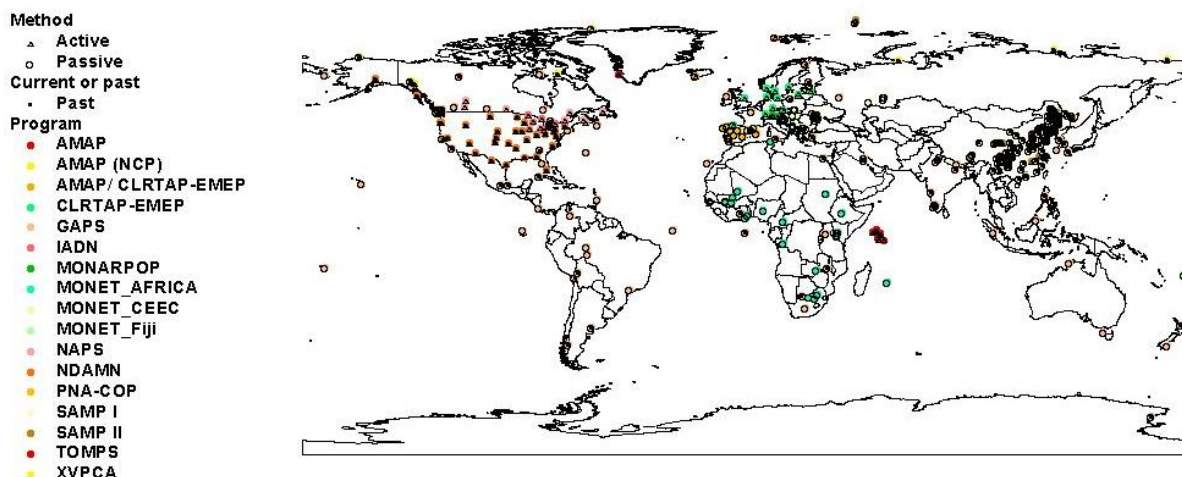 Method
Active
Passive
Current or past
Past
Program
AMAP
AMAP (NCP)
AMAP/ CLRTAP-EMEP
CLRTAP-EMEP
GAPS
IADN
MONARPOP
MONET_AFRICA
MONET_CEEC
MONET_Fiji
NAPS
NDAMN
PNA-COP
SAMP I
SAMP II
TOMPS
XVPCA